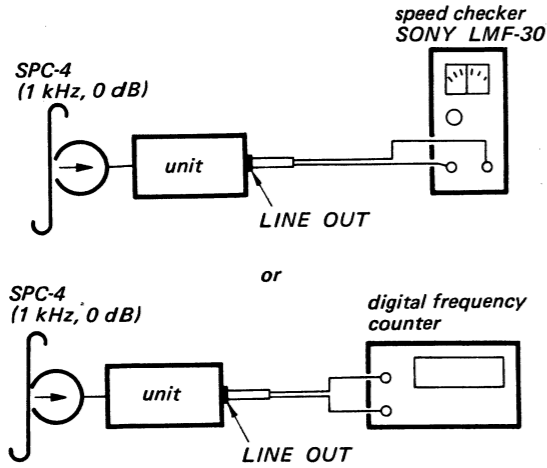 speed checker
SONY LMF-30
SPC-4
(1 kHz, 0 dB)
unit
LINE OUT
or
SPC-4
(1 kHz, 0 dB)
digital frequency
counter
unit
LINE OUT